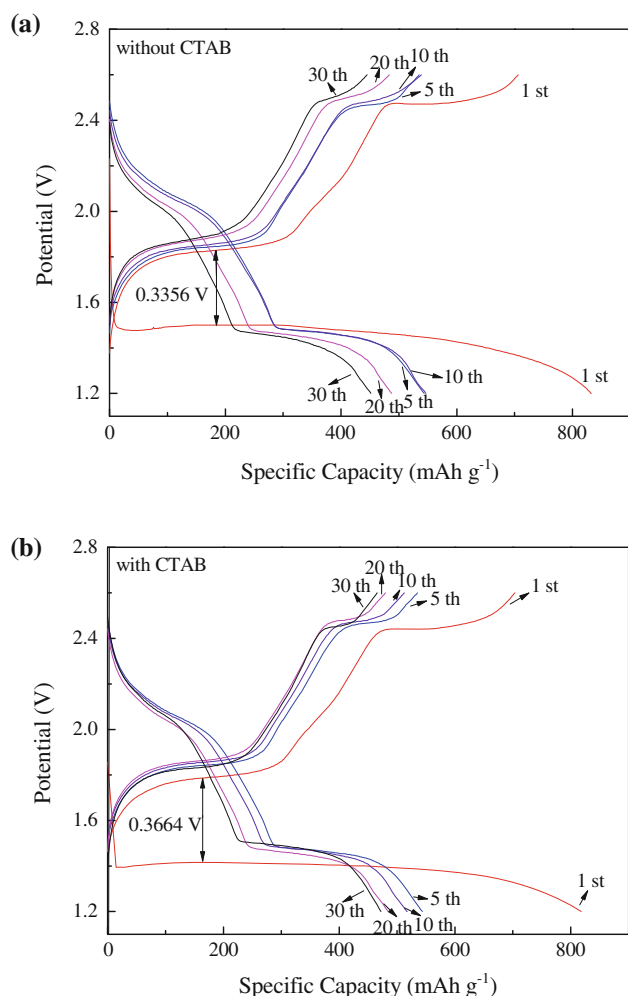 (a)
without CTAB
2.8
2.4
2.0
1.6
1.2
Potential (V)
30 th
20 th
10 th
5 th
1 st
0.3356 V
30 th
20 th
5 th
10 th
1 st
0 200 400 600 800
Specific Capacity (mAh g⁻¹)
(b)
with CTAB
2.8
2.4
2.0
1.6
1.2
Potential (V)
30 th
20 th
10 th
5 th
1 st
0.3664 V
30 th
20 th
10 th
5 th
1 st
0 200 400 600 800
Specific Capacity (mAh g⁻¹)